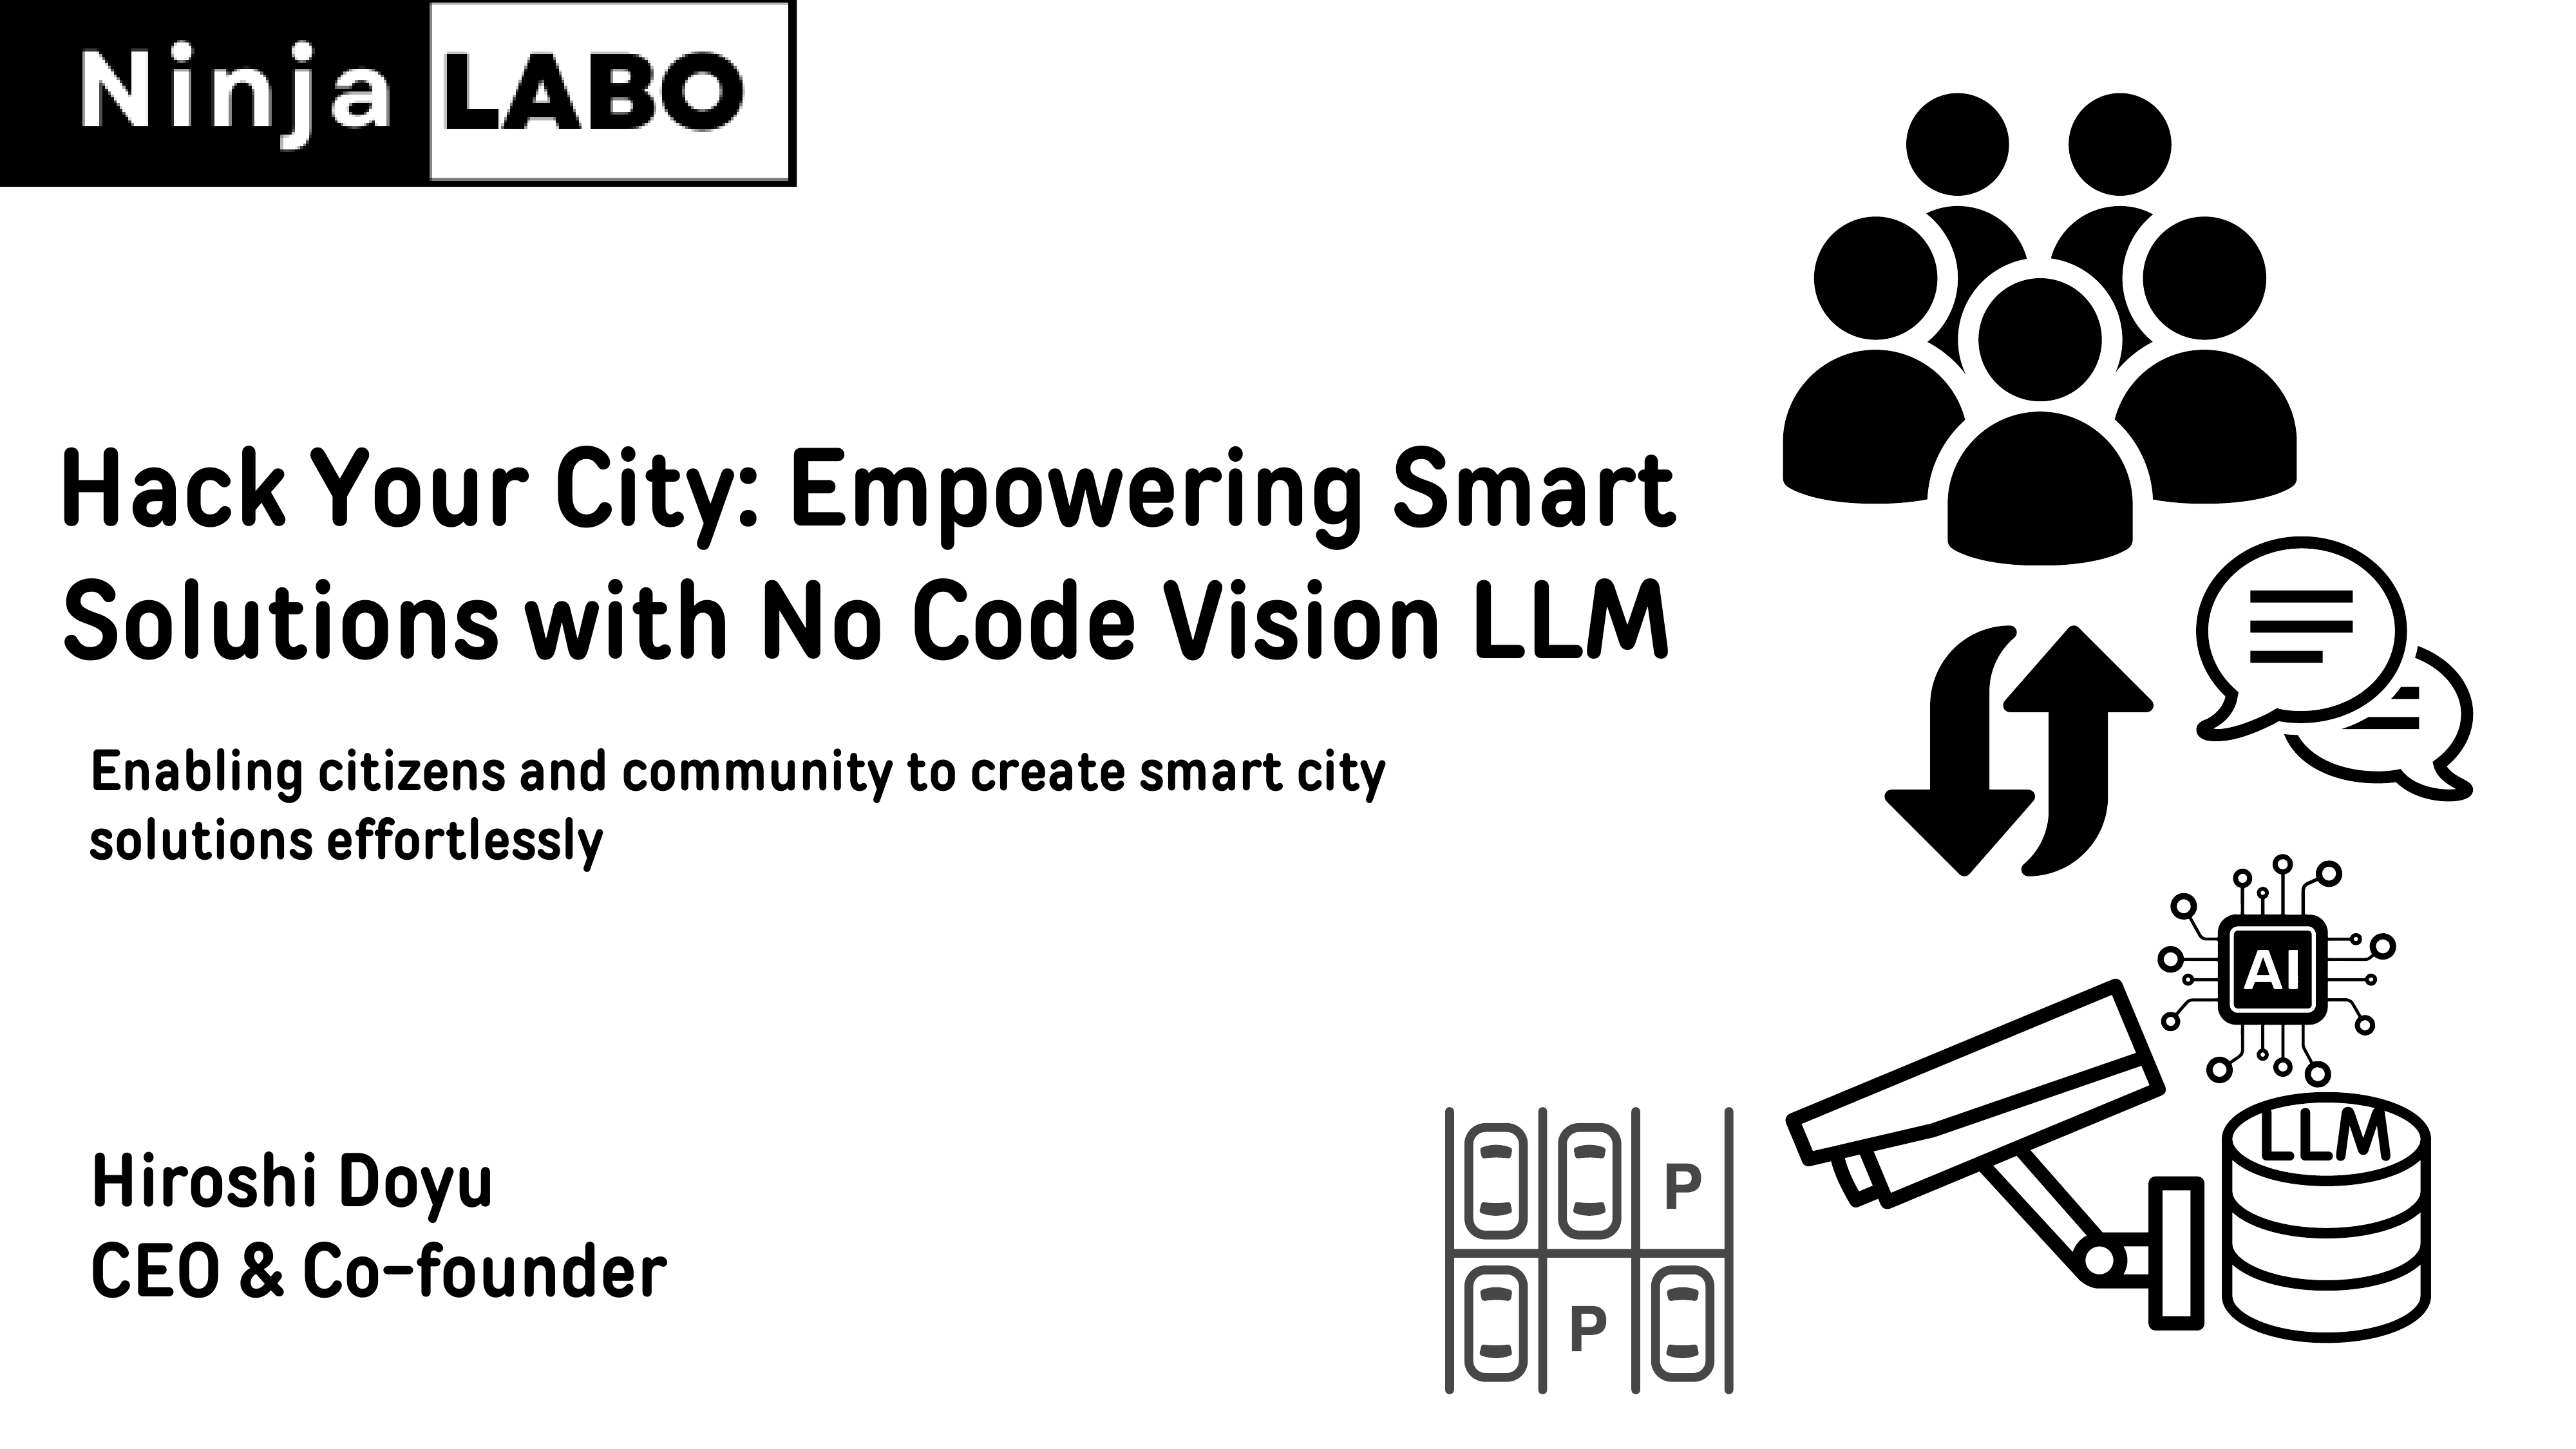 Ninja LABO
Hack Your City: Empowering Smart
Solutions with No Code Vision LLM
Enabling citizens and community to create smart city
solutions effortlessly
AI
LLM
P
P
Hiroshi Doyu
CEO & Co-founder